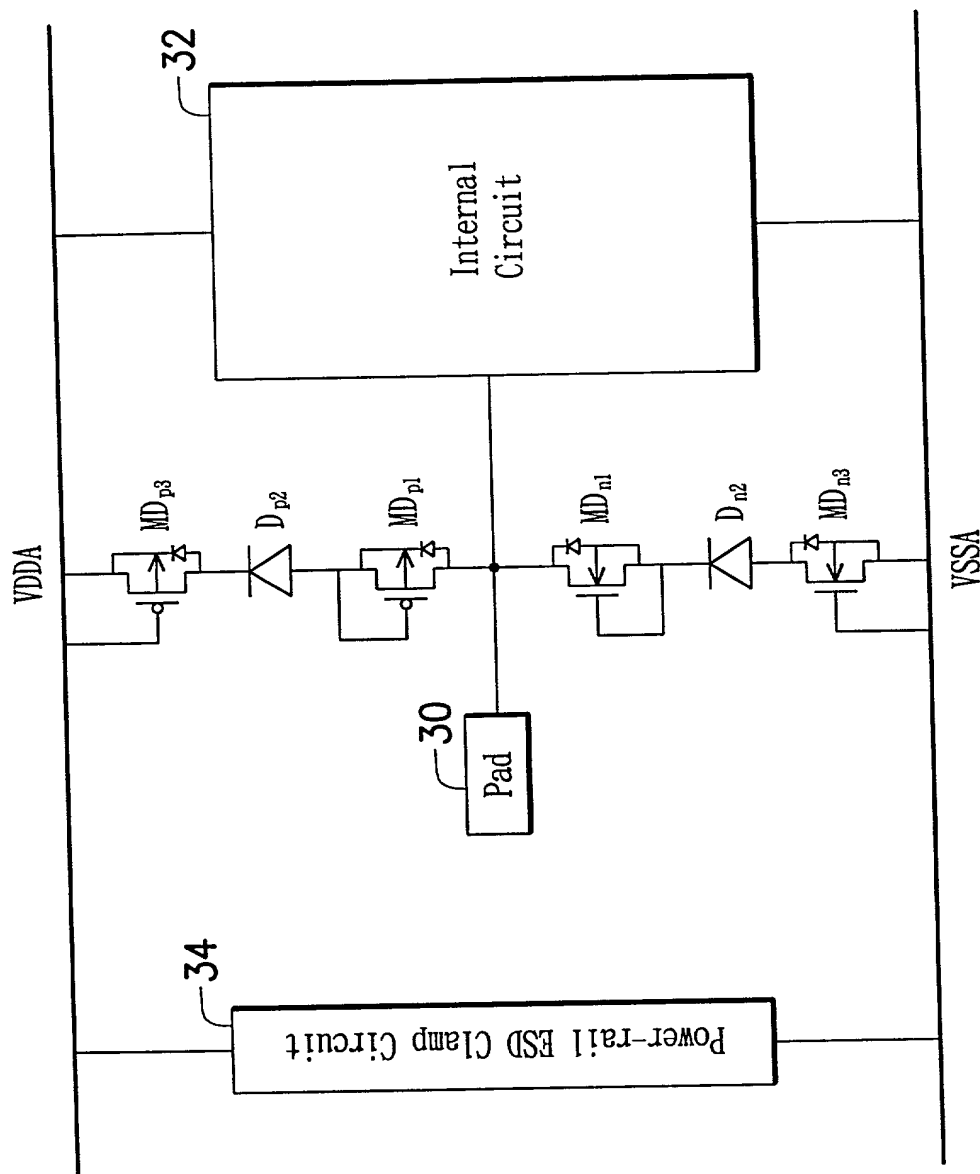 VDDA
32
MDp3
Dp2
MDp1
Internal
Circuit
30
Pad
MDn1
Dn2
MDn3
34
Power-rail ESD Clamp Circuit
VSSA